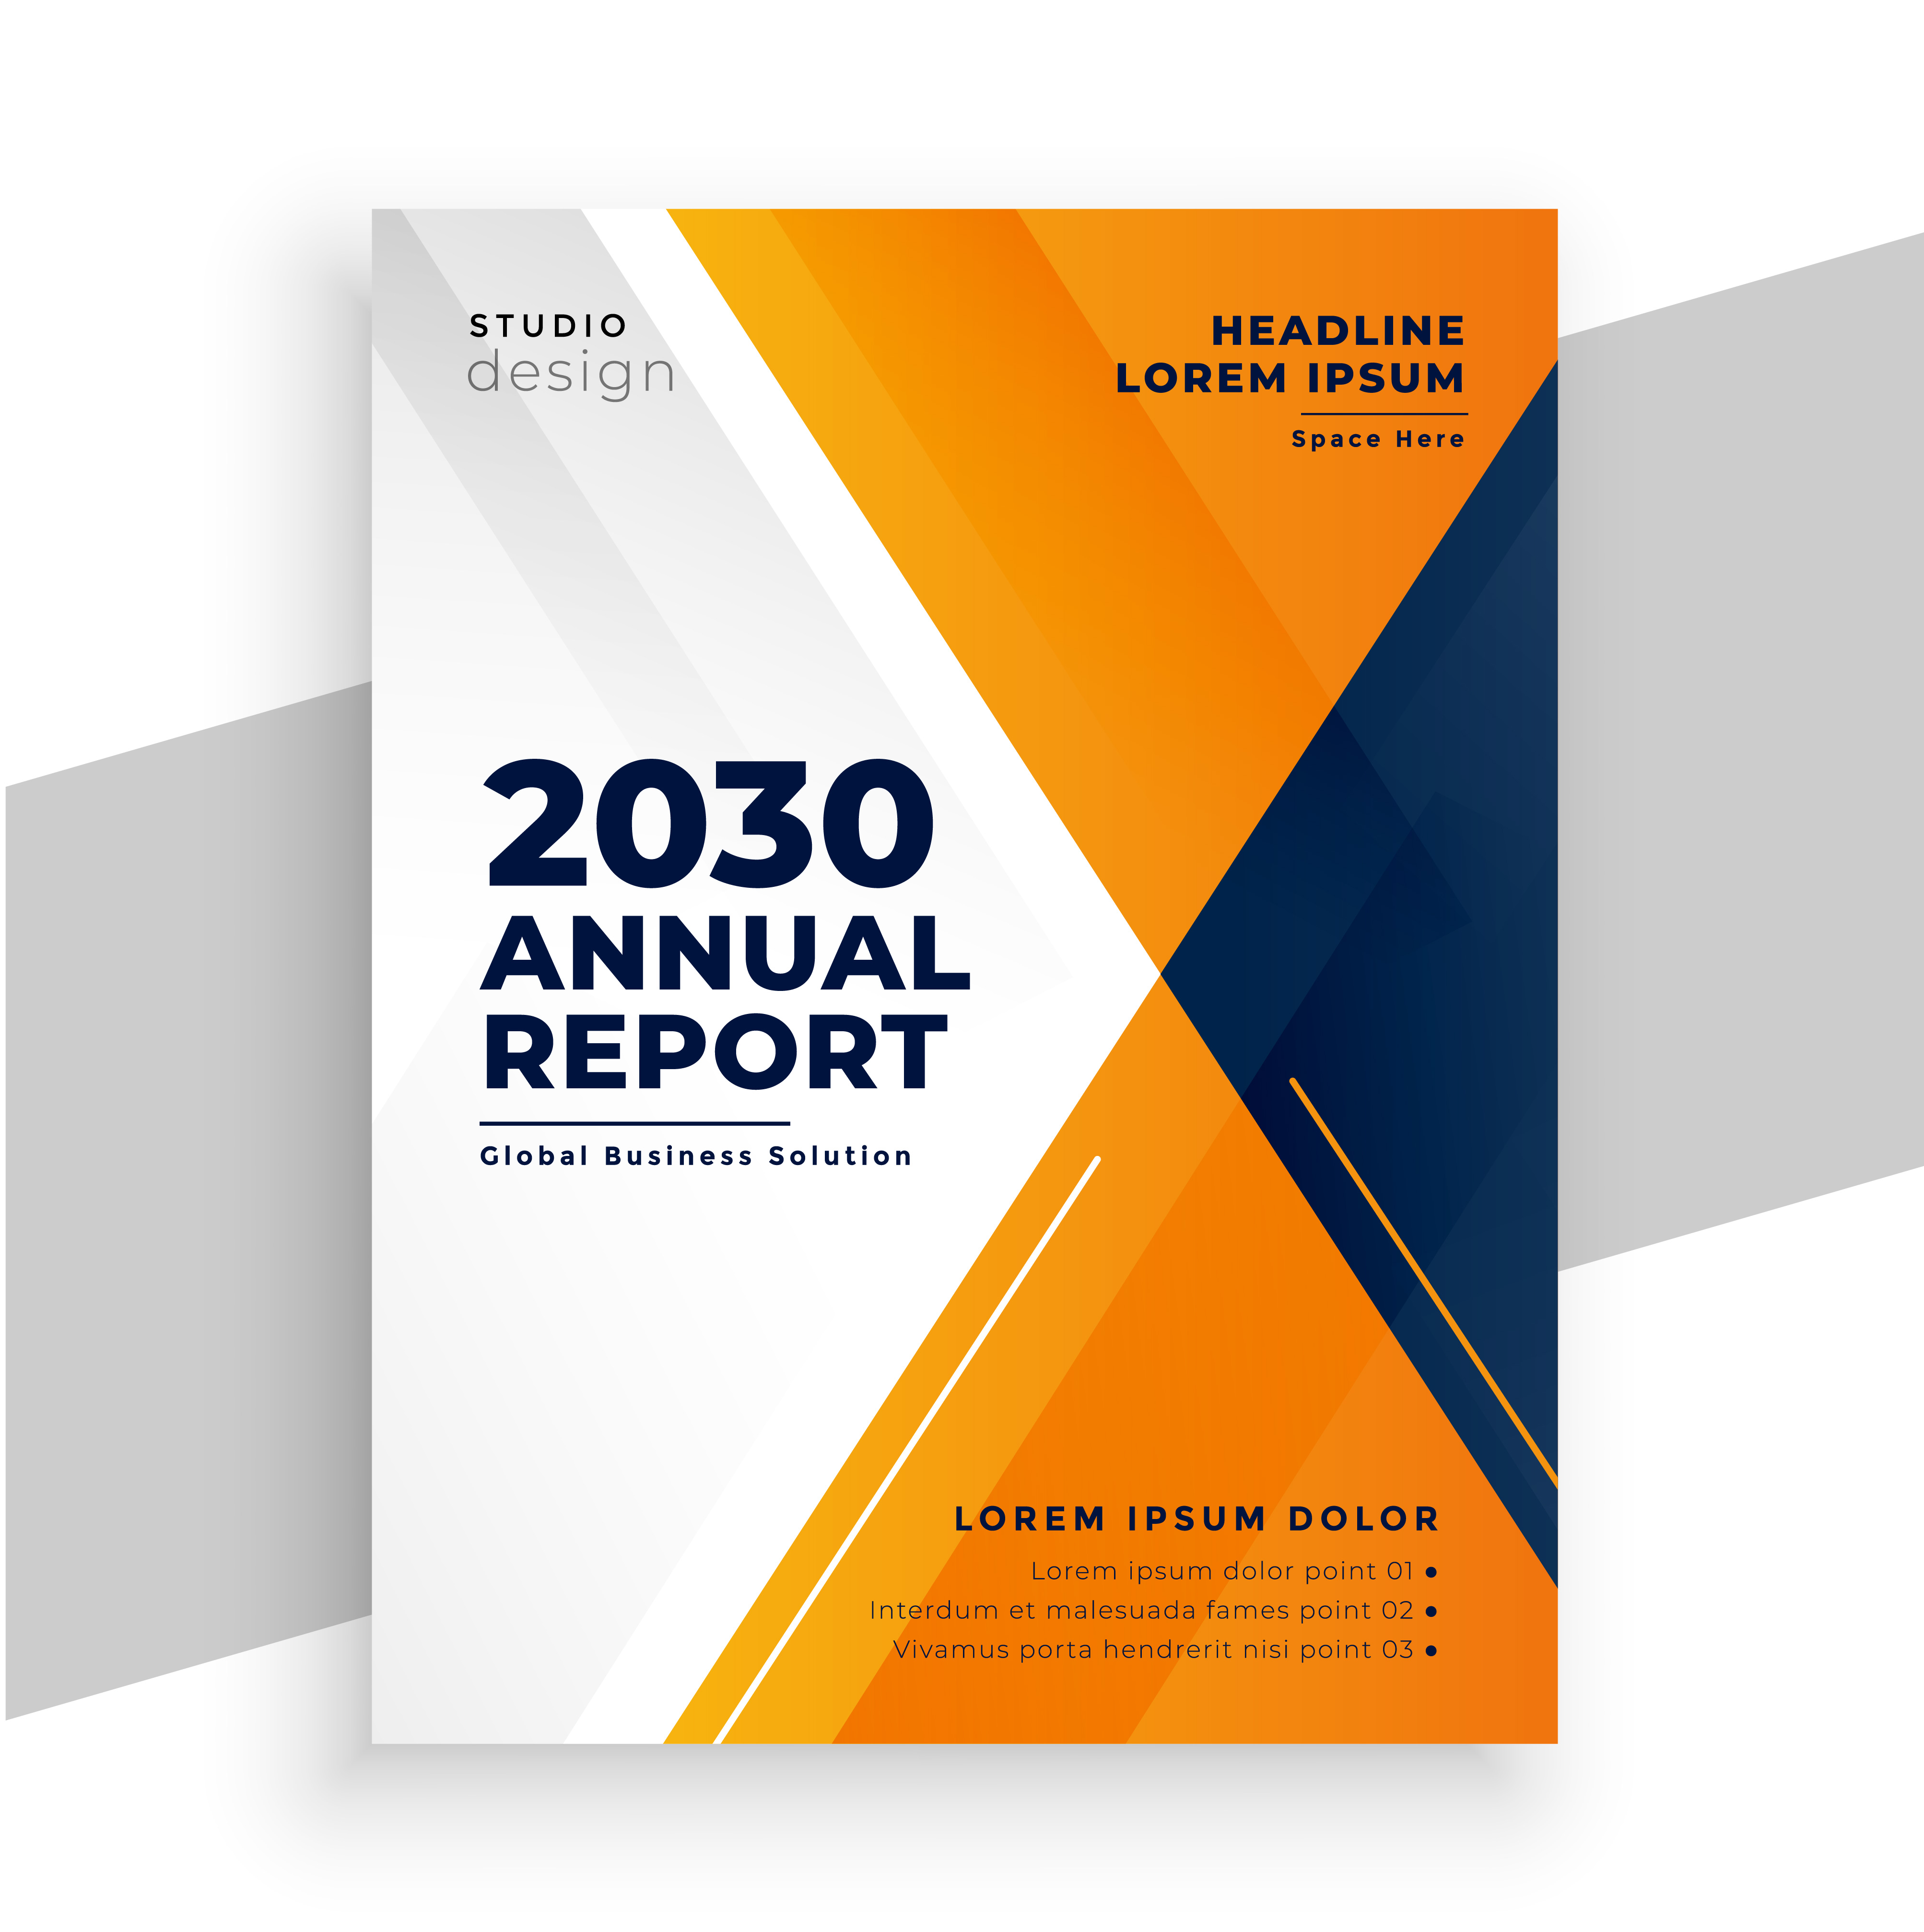 STUDIO
design
HEADLINE
LOREM IPSUM
Space Here
2030
ANNUAL
REPORT
Global Business Solution
LOREM IPSUM DOLOR
Lorem ipsum dolor point 01 •
Interdum et malesuada fames point 02 •
Vivamus porta hendrerit nisi point 03 •